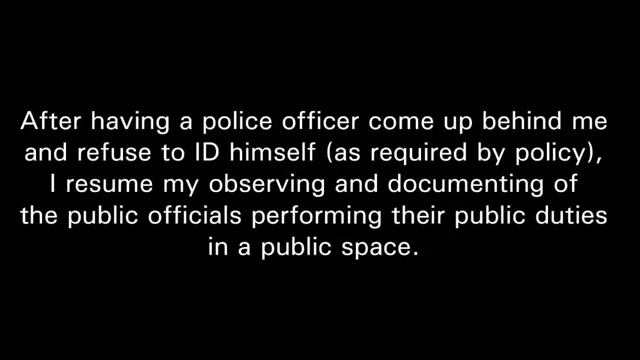 After having a police officer come up behind me
and refuse to ID himself (as required by policy),
I resume my observing and documenting of
the public officials performing their public duties
in a public space.